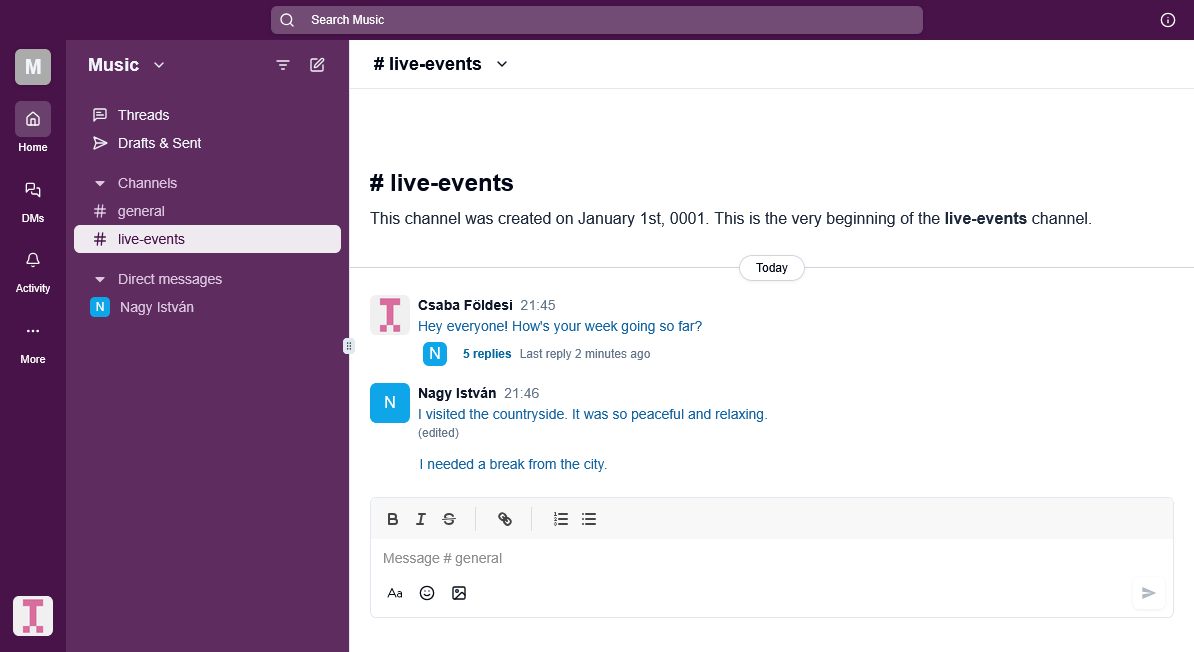 Search Music
M
Home
DMs
Activity
More
Music
Threads
Drafts & Sent
Channels
# general
# live-events
Direct messages
N Nagy István
# live-events
# live-events
This channel was created on January 1st, 0001. This is the very beginning of the live-events channel.
Today
Csaba Földesi 21:45
Hey everyone! How's your week going so far?
N 5 replies Last reply 2 minutes ago
N
Nagy István 21:46
I visited the countryside. It was so peaceful and relaxing.
(edited)
I needed a break from the city.
Message # general
Aa